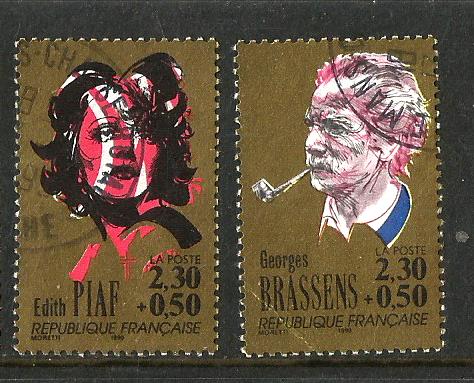 LA POSTE
2,30
Edith PIAF +0,50
REPUBLIQUE FRANÇAISE
MORETTI 1990
Georges LA POSTE
2,30
BRASSENS +0,50
REPUBLIQUE FRANÇAISE
MORETTI 1990